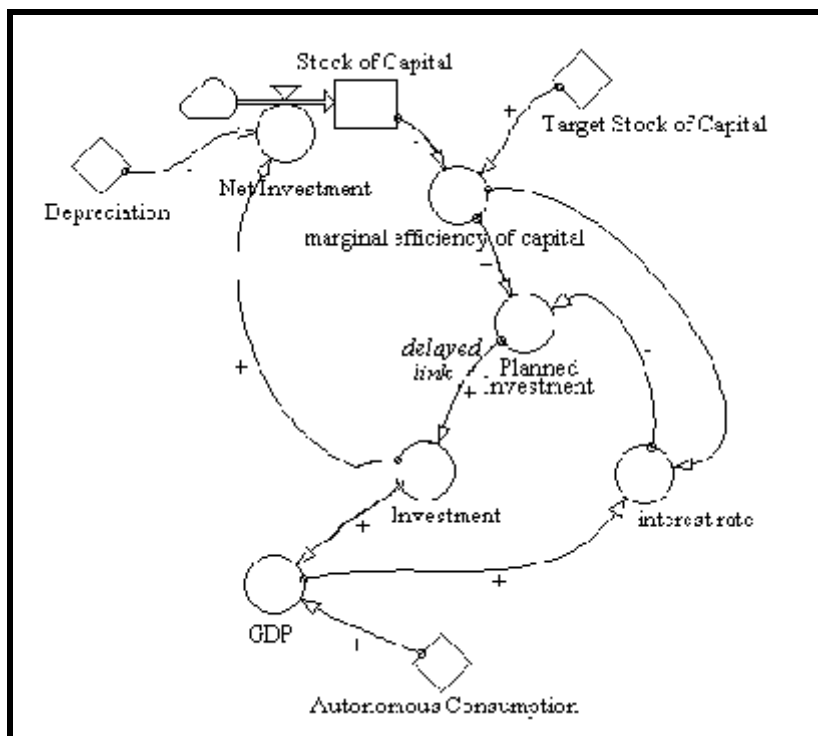 Stock of Capital
+
Target Stock of Capital
-
-
Net Investment
Depreciation
marginal efficiency of capital
delayed
link
+
Planned
Investment
-
+
Investment
interest rate
+
+
GDP
Autonomous Consumption